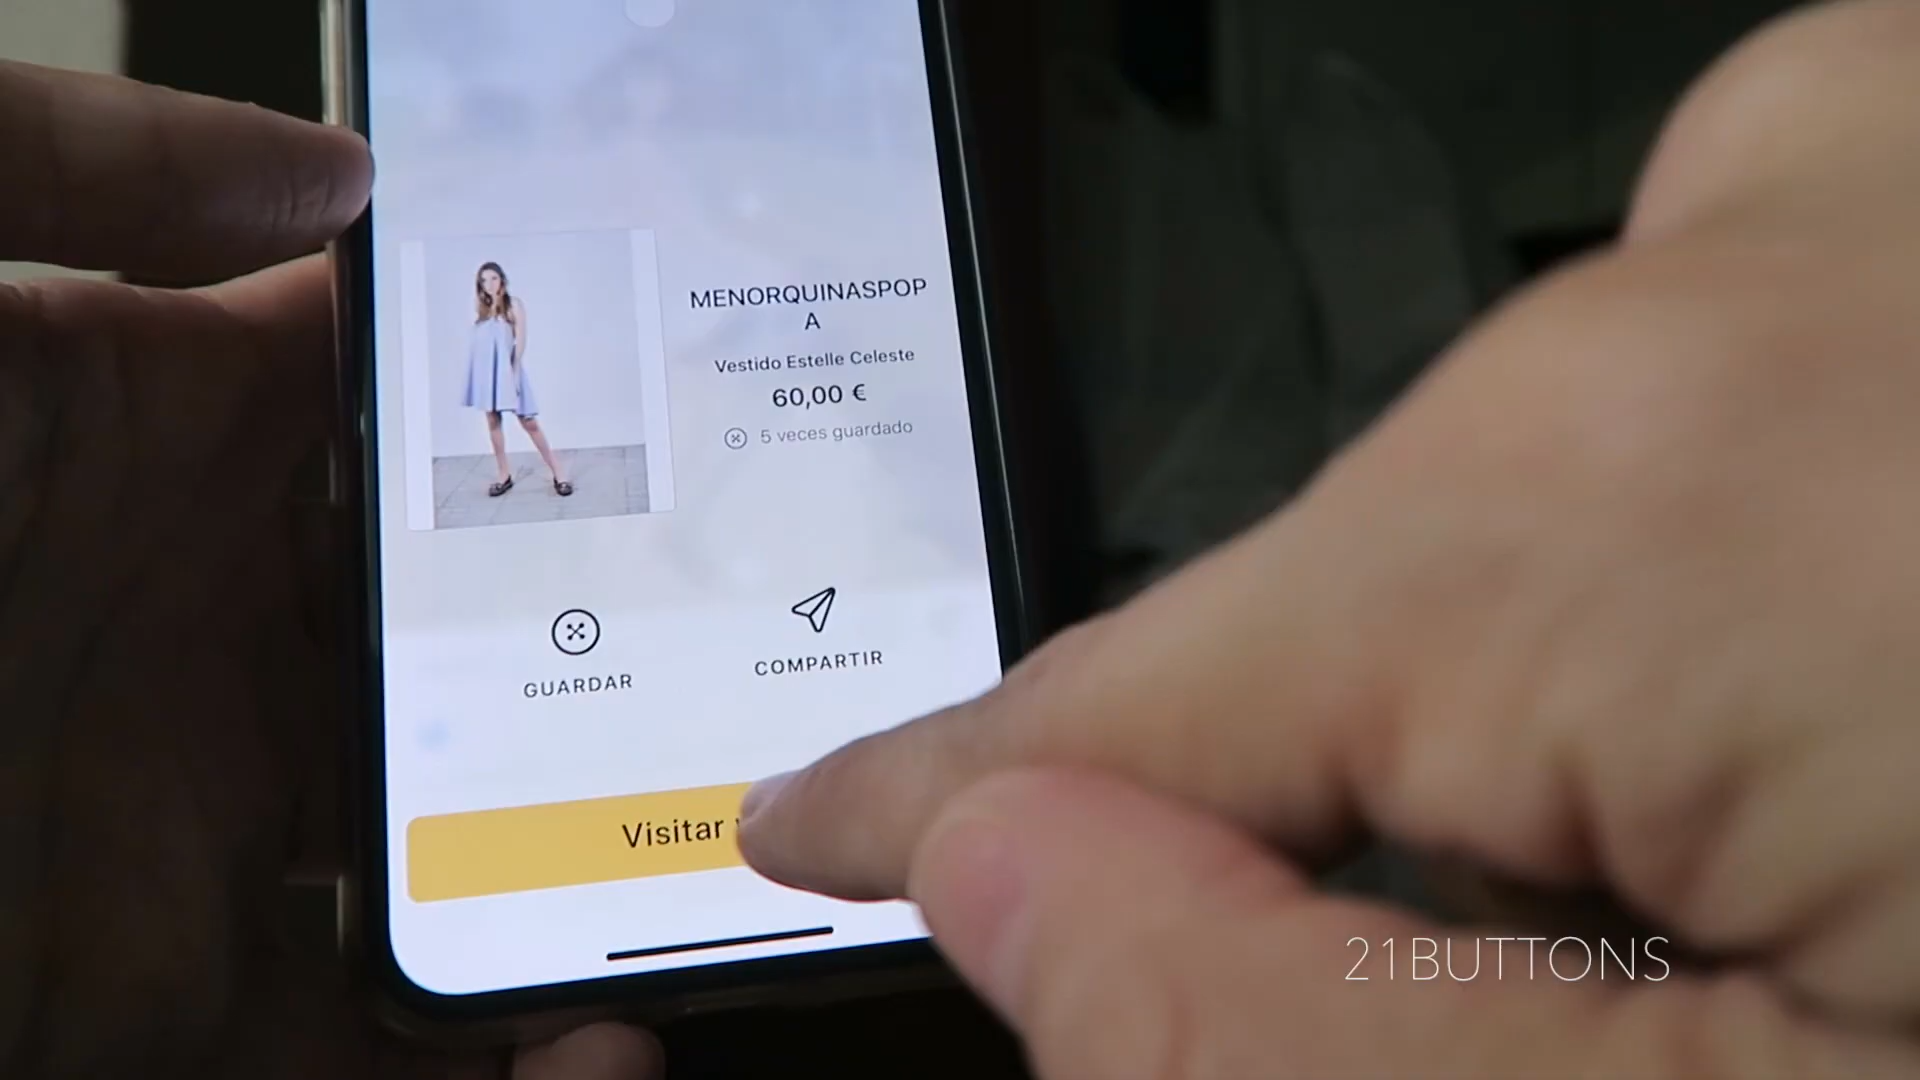 MENORQUINASPOP
A
Vestido Estelle Celeste
60,00 €
5 veces guardado
GUARDAR
COMPARTIR
Visitar
21BUTTONS